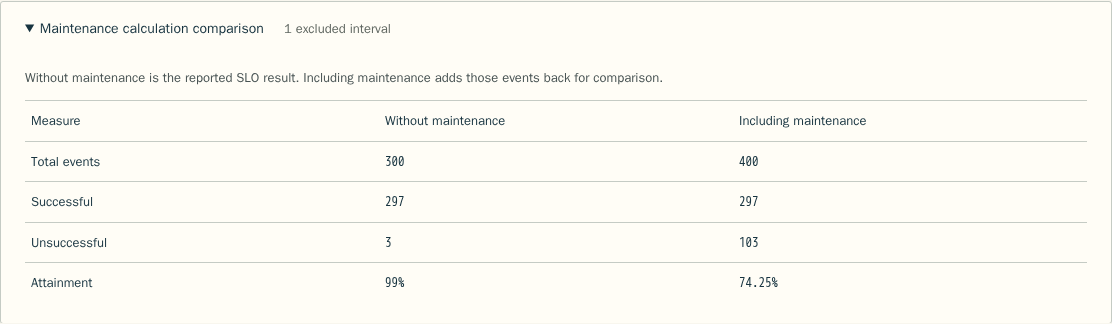 ▼ Maintenance calculation comparison 1 excluded interval
Without maintenance is the reported SLO result. Including maintenance adds those events back for comparison.
Measure Without maintenance Including maintenance
Total events 300 400
Successful 297 297
Unsuccessful 3 103
Attainment 99% 74.25%